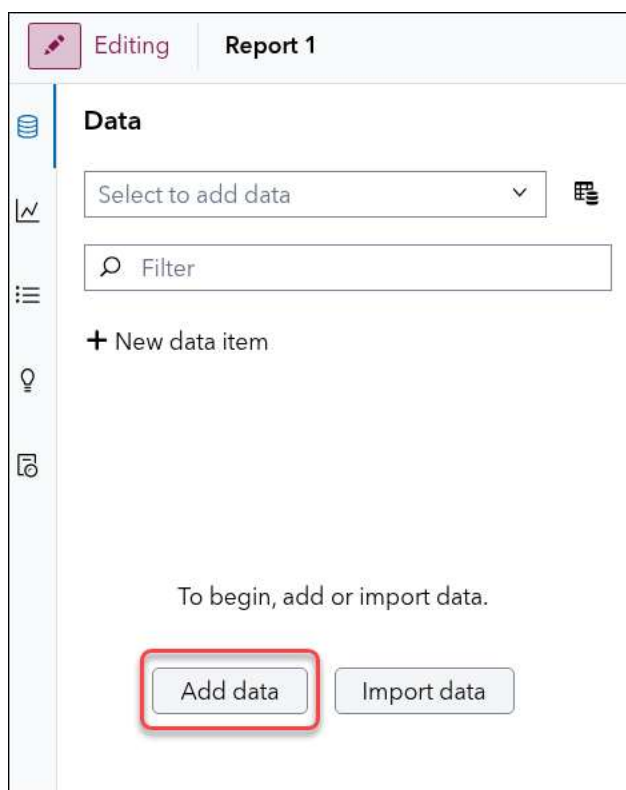 Editing Report 1
Data
Select to add data
Filter
New data item
To begin, add or import data.
Add data Import data